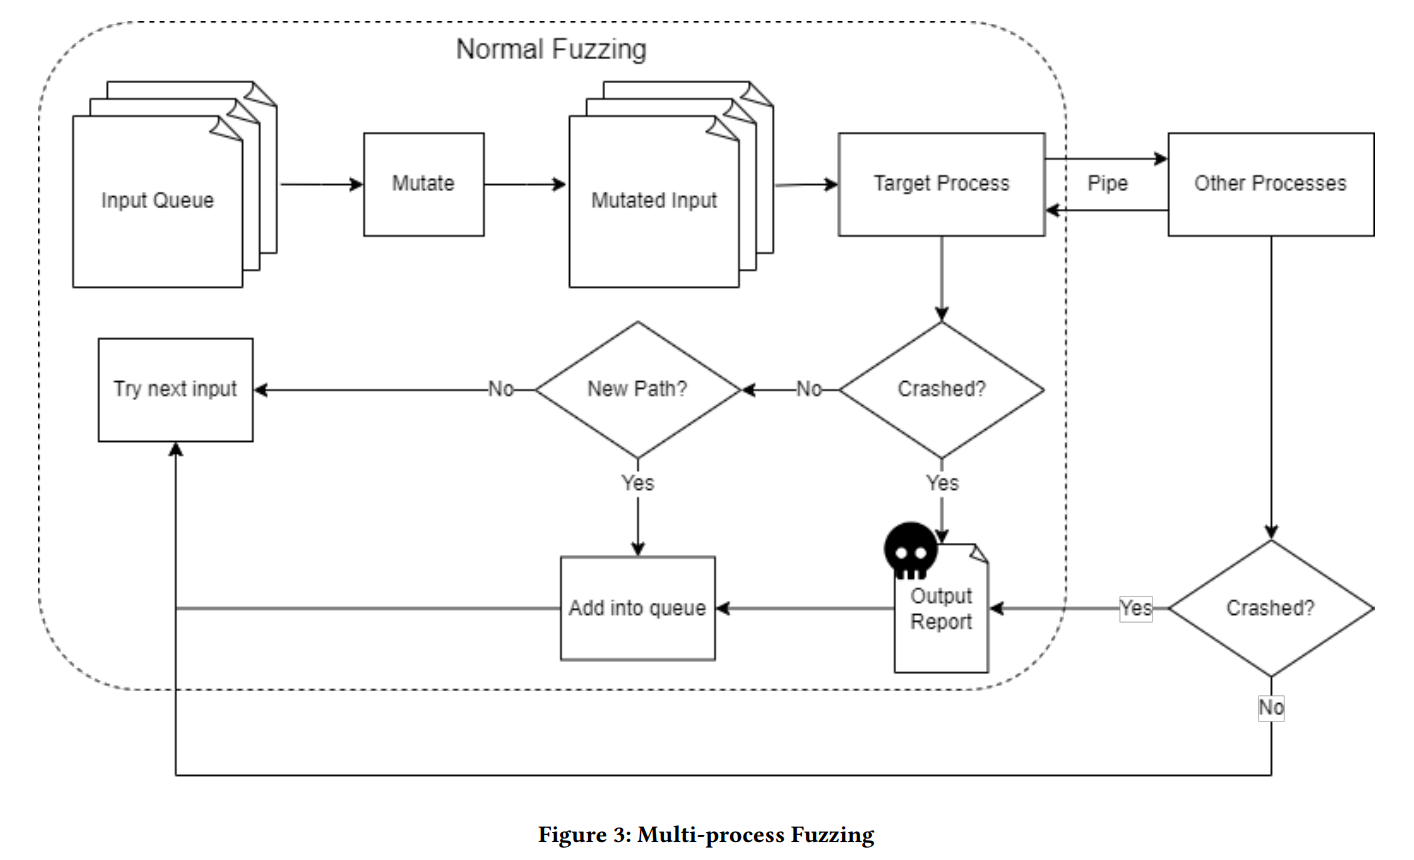 Normal Fuzzing
Input Queue
Mutate
Mutated Input
Target Process
Pipe
Other Processes
Try next input
No
New Path?
No
Crashed?
Yes
Yes
Add into queue
Output
Report
Yes
Crashed?
No
Figure 3: Multi-process Fuzzing